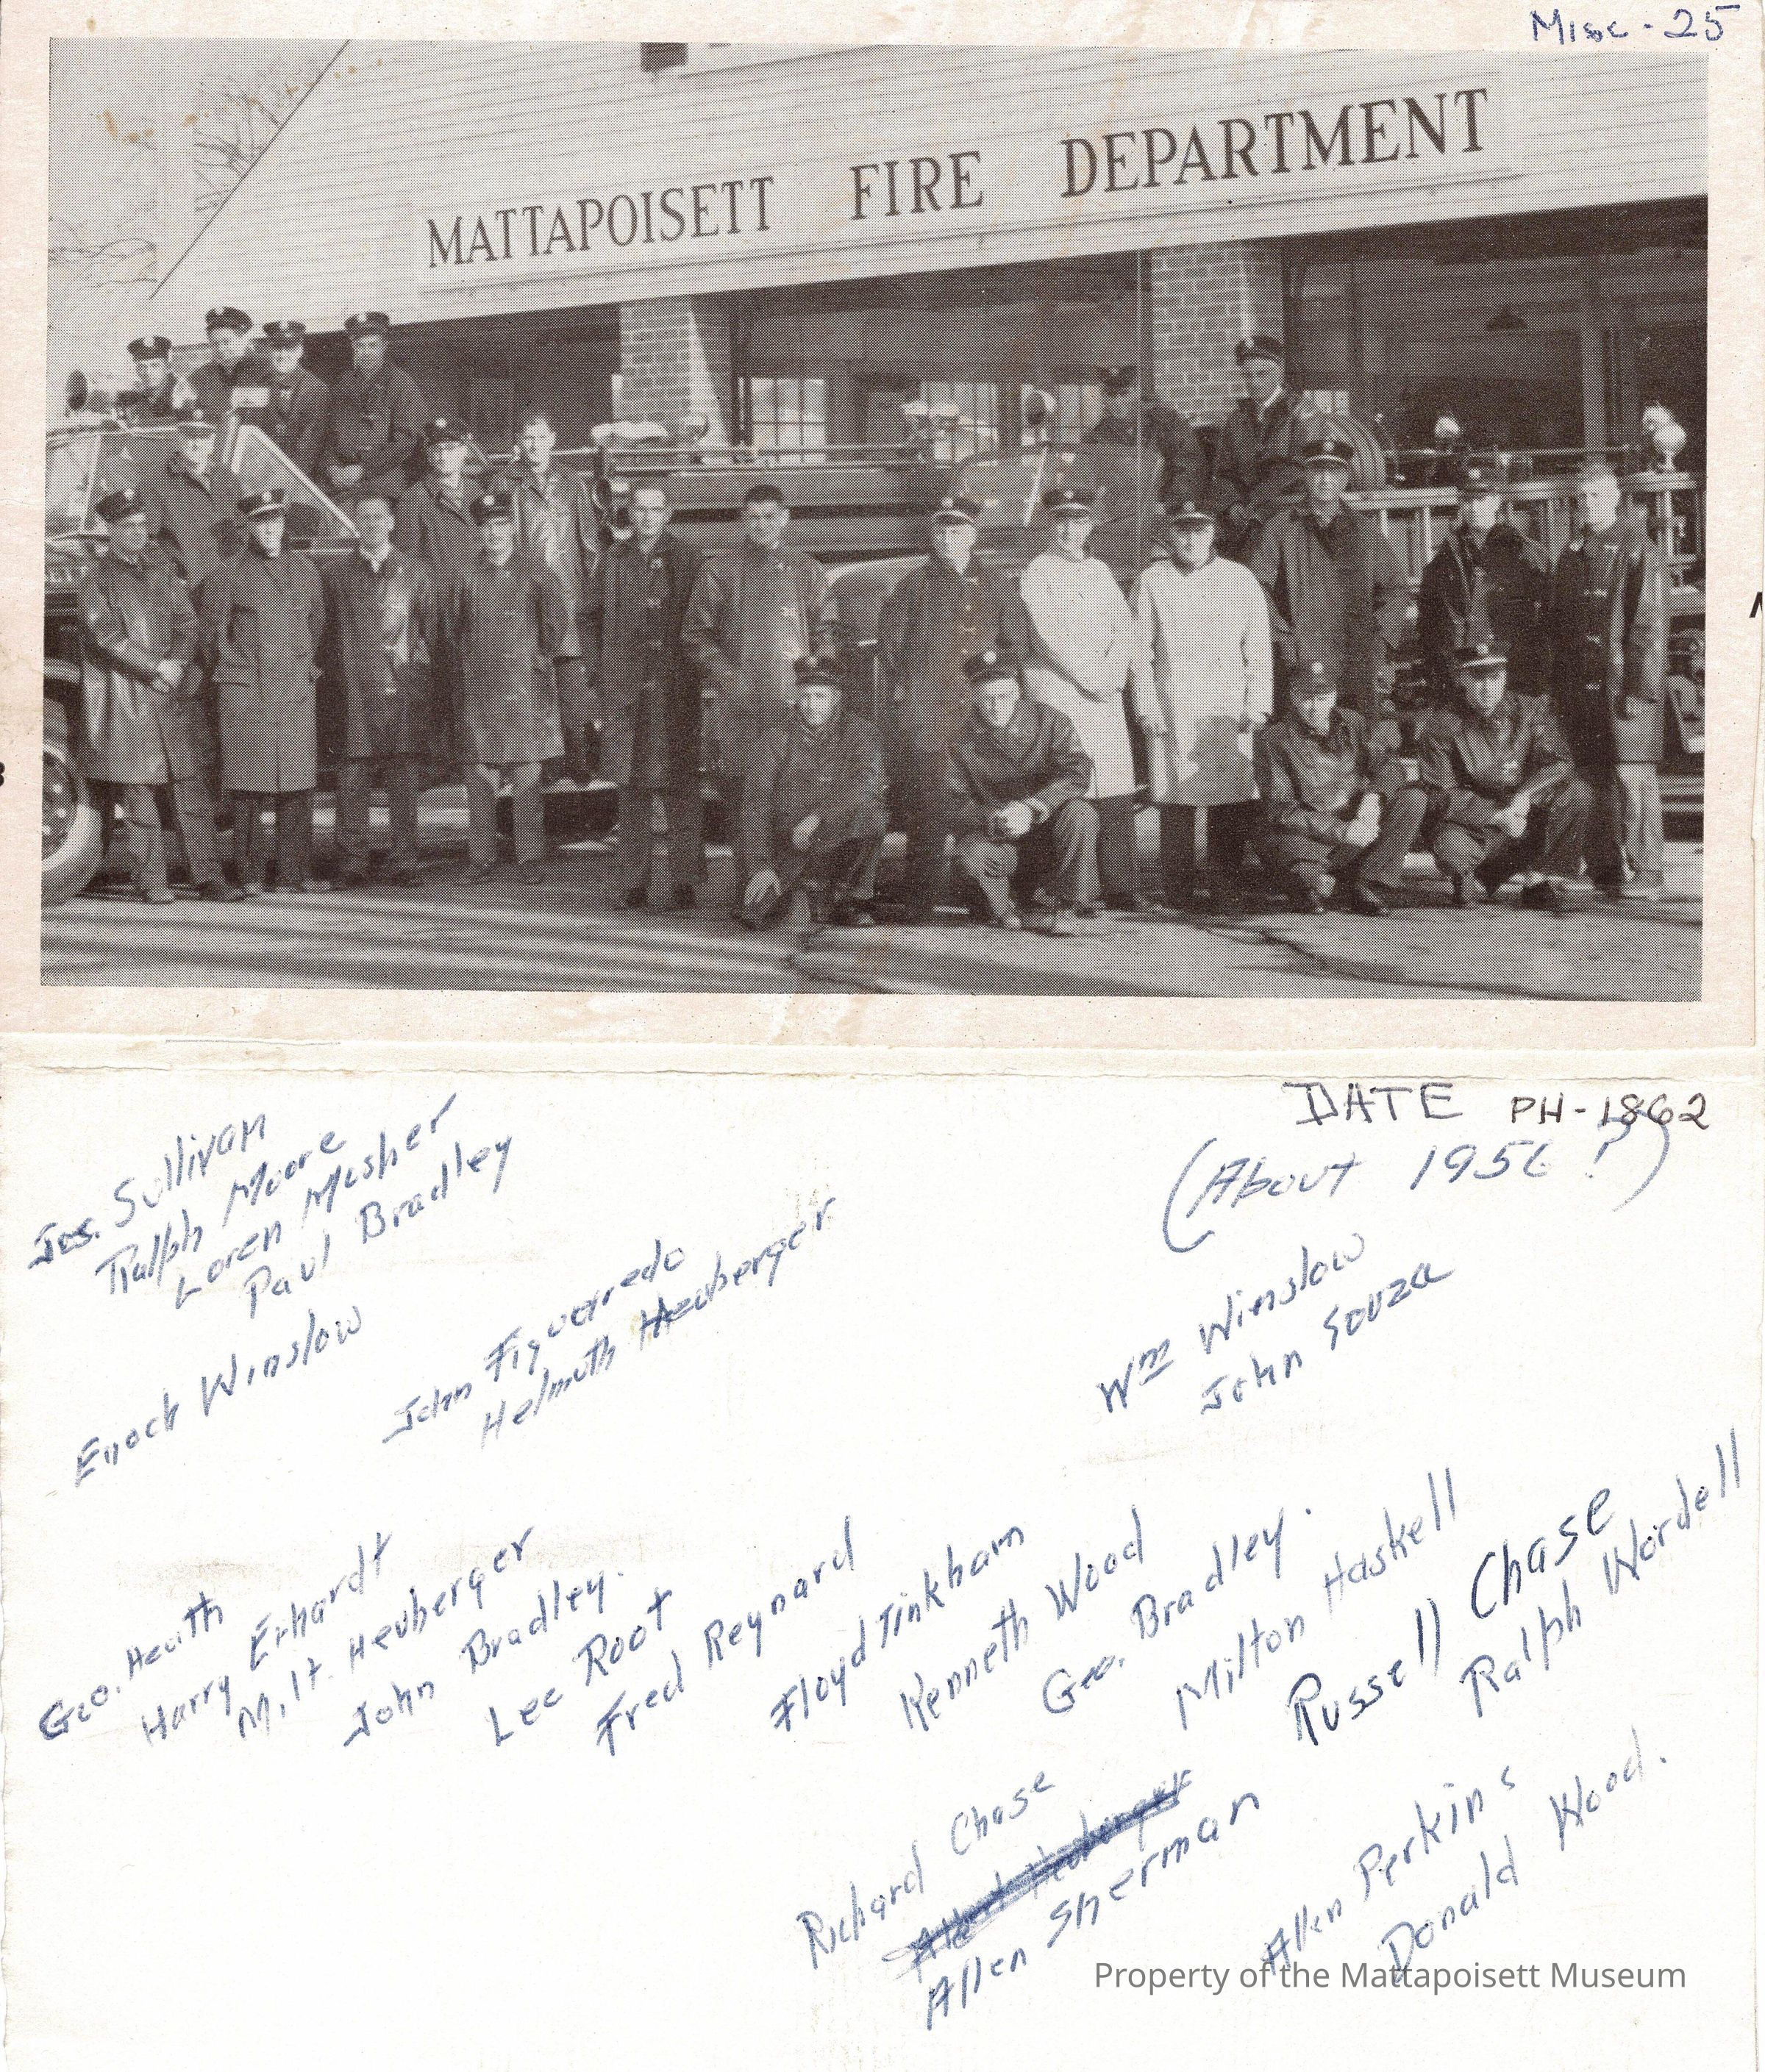 Misc - 25
MATTAPOISETT FIRE DEPARTMENT
DATE PH-1862
(About 1956?)
Jos. Sullivan
Ralph Moore
Loren Mosher
Paul Bradley
Enoch Winslow
John Figuerredo
Helmuth Heuberger
Wm Winslow
John Souza
Geo. Heath
Harry Erhardt
Milt. Heuberger
John Bradley.
Lee Root
Fred Reynard
Floyd Tinkham
Kenneth Wood
Geo. Bradley.
Milton Haskell
Russell Chase
Ralph Wordell
Richard Chase
Allen Sherman
Allen Perkins
Donald Wood.
Property of the Mattapoisett Museum